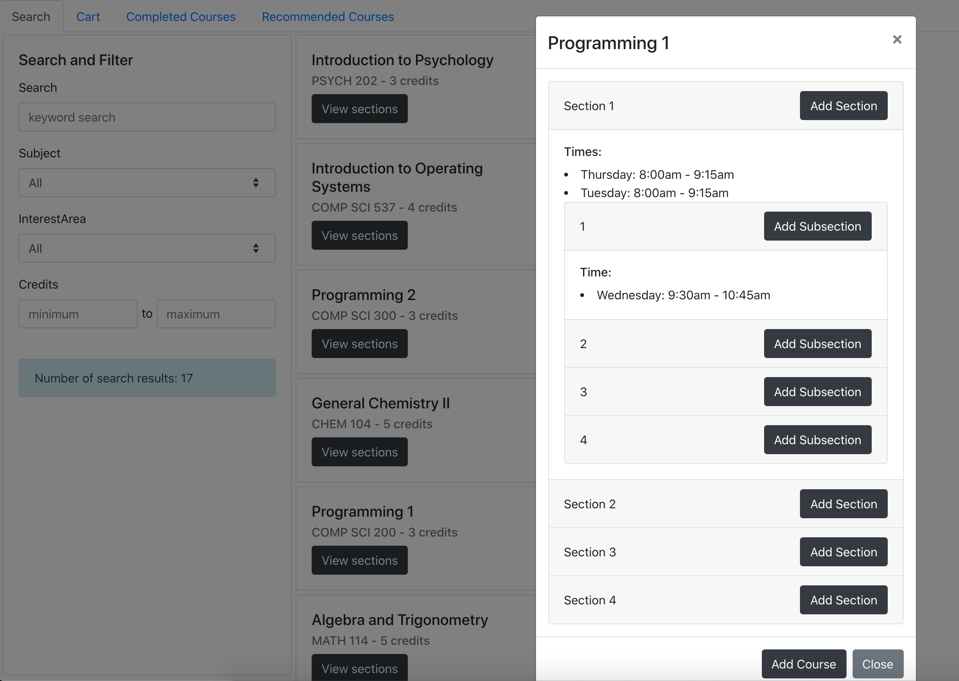 Search Cart Completed Courses Recommended Courses
Search and Filter
Search
keyword search
Subject
All
InterestArea
All
Credits
minimum to maximum
Number of search results: 17
Introduction to Psychology
PSYCH 202 - 3 credits
View sections
Introduction to Operating
Systems
COMP SCI 537 - 4 credits
View sections
Programming 2
COMP SCI 300 - 3 credits
View sections
General Chemistry II
CHEM 104 - 5 credits
View sections
Programming 1
COMP SCI 200 - 3 credits
View sections
Algebra and Trigonometry
MATH 114 - 5 credits
View sections
Programming 1 ×
Section 1 Add Section
Times:
• Thursday: 8:00am - 9:15am
• Tuesday: 8:00am - 9:15am
1 Add Subsection
Time:
• Wednesday: 9:30am - 10:45am
2 Add Subsection
3 Add Subsection
4 Add Subsection
Section 2 Add Section
Section 3 Add Section
Section 4 Add Section
Add Course Close